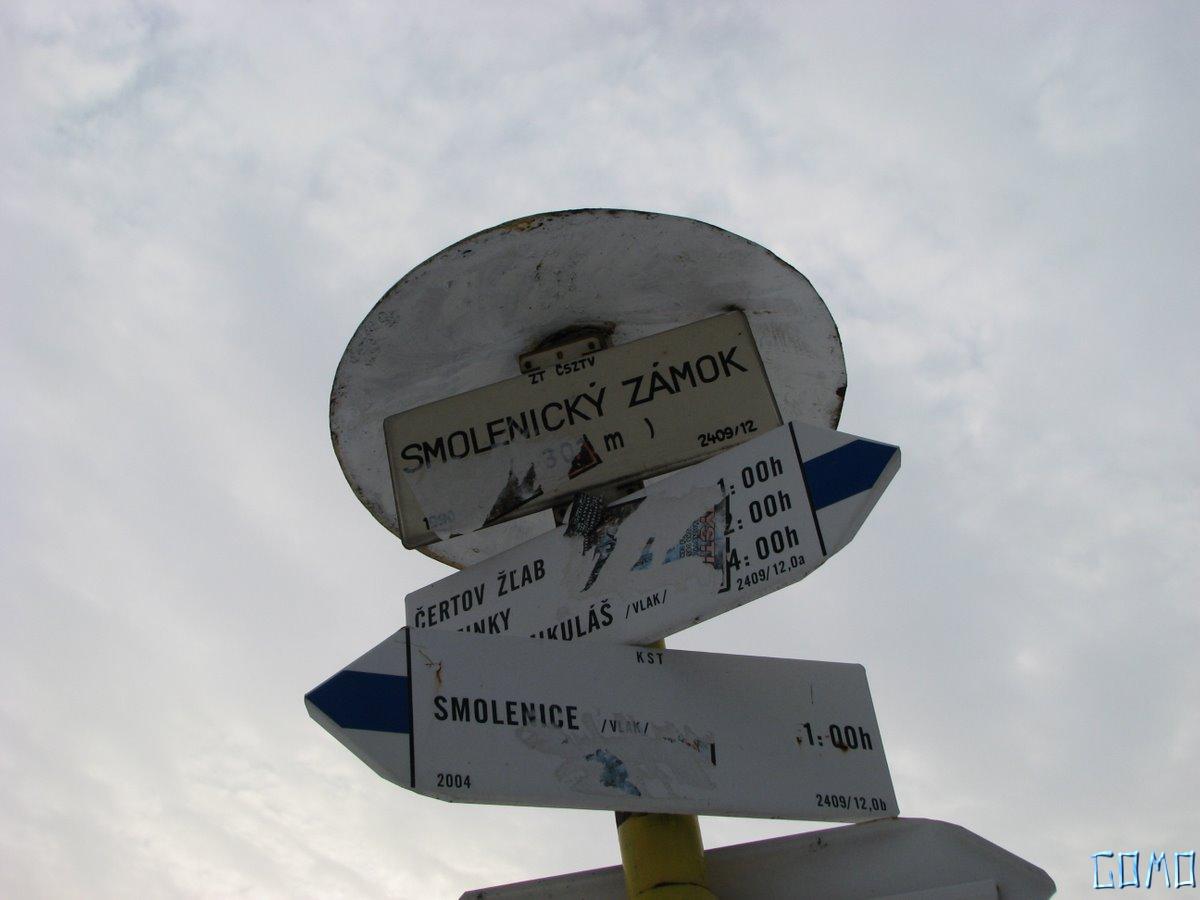 ZT ČSZTV
SMOLENICKÝ ZÁMOK
m )
2409/12
1:00h
2:00h
4:00h
ČERTOV ŽĽAB
/VLAK/
2409/12,0a
KST
SMOLENICE /VLAK/ 1:00h
2004
2409/12,0b
GOMO